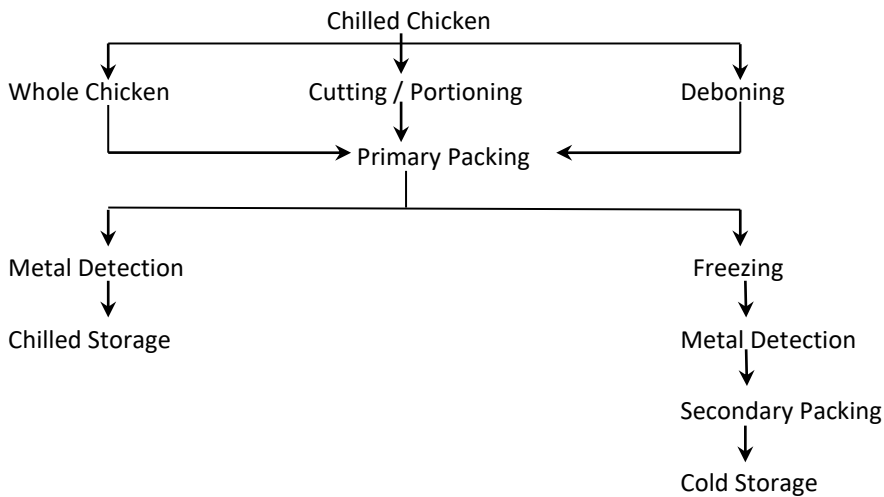 Chilled Chicken
Whole Chicken
Cutting / Portioning
Deboning
Primary Packing
Metal Detection
Freezing
Chilled Storage
Metal Detection
Secondary Packing
Cold Storage